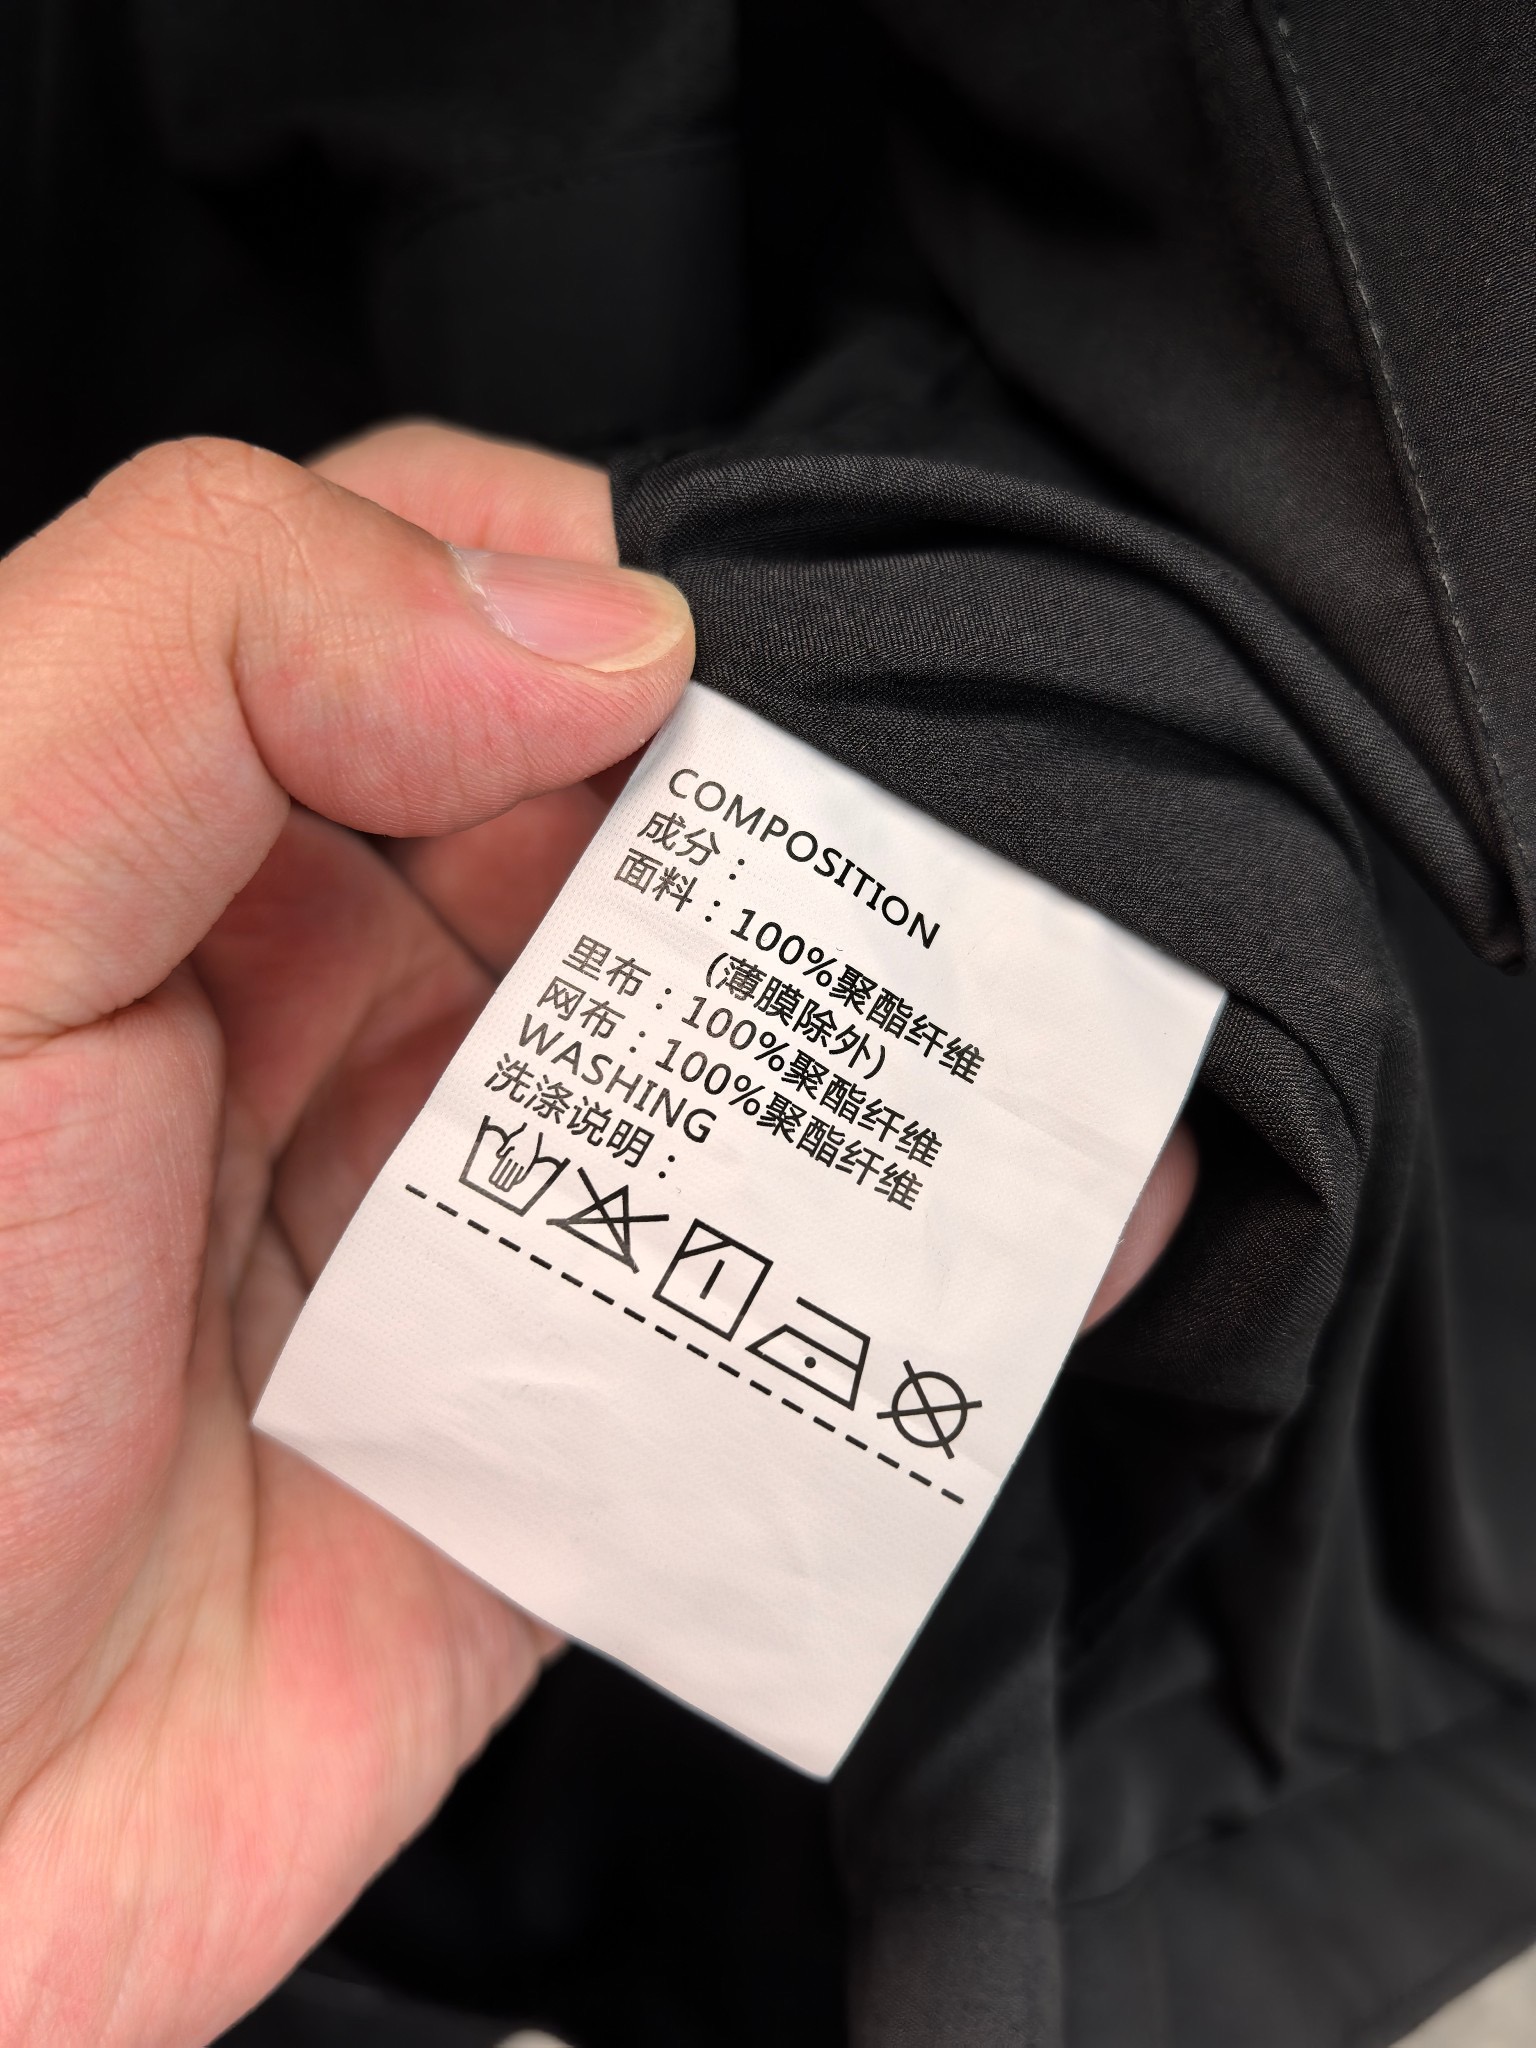 COMPOSITION
成分：
面料：100%聚酯纤维
(薄膜除外)
里布：100%聚酯纤维
网布：100%聚酯纤维
WASHING
洗涤说明：